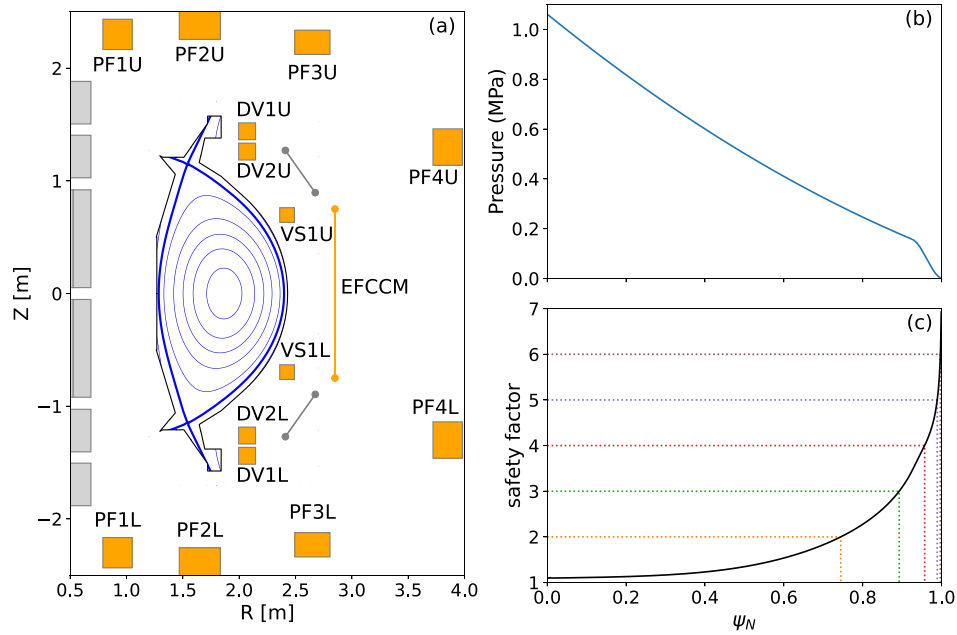 (a)
PF1U
PF2U
PF3U
DV1U
DV2U
PF4U
VS1U
EFCCM
VS1L
DV2L
PF4L
DV1L
PF1L
PF2L
PF3L
2
1
0
−1
−2
Z [m]
0.5 1.0 1.5 2.0 2.5 3.0 3.5 4.0
R [m]
(b)
1.0
0.8
0.6
0.4
0.2
0.0
Pressure (MPa)
(c)
7
6
5
4
3
2
1
safety factor
0.0 0.2 0.4 0.6 0.8 1.0
ψN